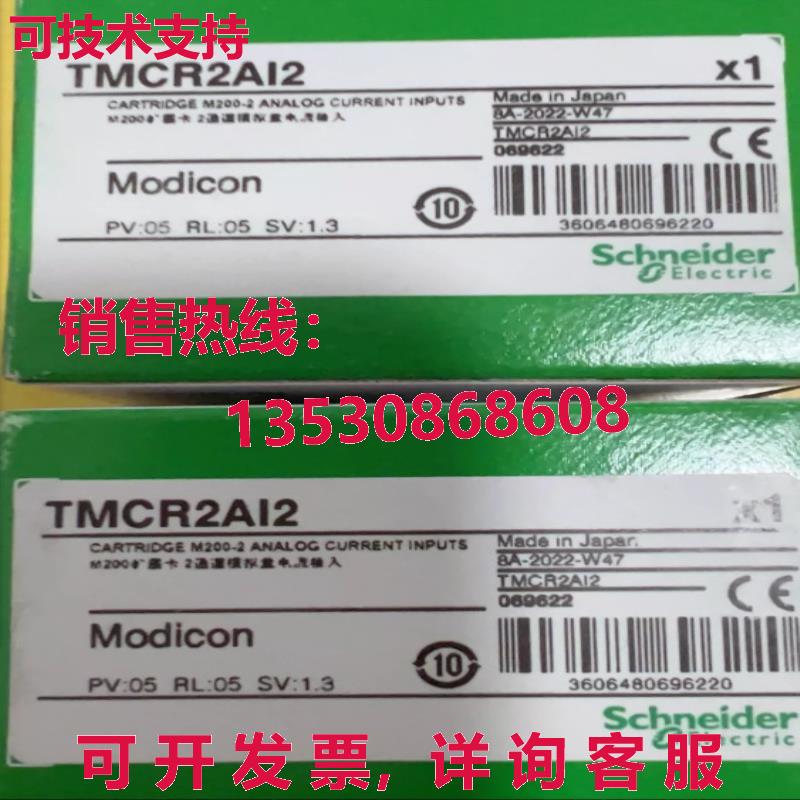 可技术支持
TMCR2AI2
x1
CARTRIDGE M200-2 ANALOG CURRENT INPUTS
M200扩展卡 2通道模拟量电流输入
Made in Japan
8A-2022-W47
TMCR2AI2
069622
CE
Modicon
10
PV:05 RL:05 SV:1.3
3606480696220
Schneider
Electric
销售热线:
13530868608
TMCR2AI2
x1
CARTRIDGE M200-2 ANALOG CURRENT INPUTS
M200扩展卡 2通道模拟量电流输入
Made in Japan
8A-2022-W47
TMCR2AI2
069622
CE
Modicon
10
PV:05 RL:05 SV:1.3
3606480696220
Schneider
Electric
可开发票,详询客服